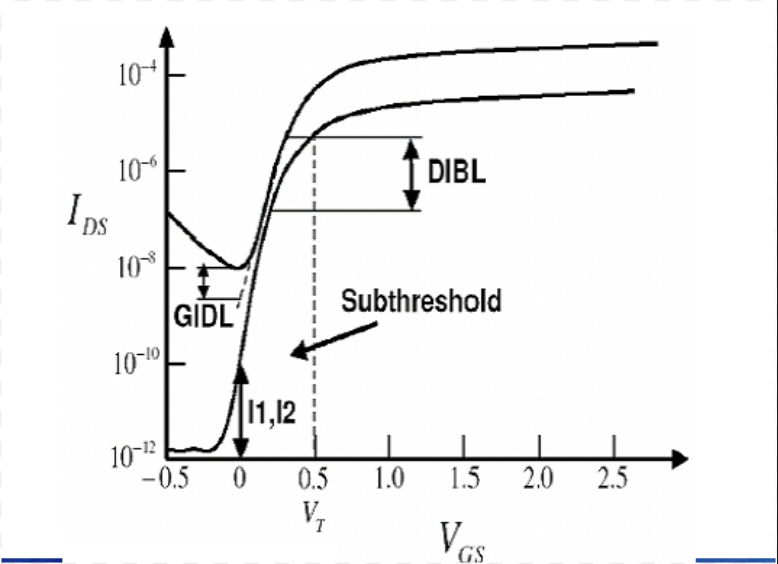 10⁻⁴
10⁻⁶
DIBL
I_DS
10⁻⁸
GIDL
Subthreshold
10⁻¹⁰
I1,I2
10⁻¹²
−0.5 0 0.5 1.0 1.5 2.0 2.5
V_T
V_GS